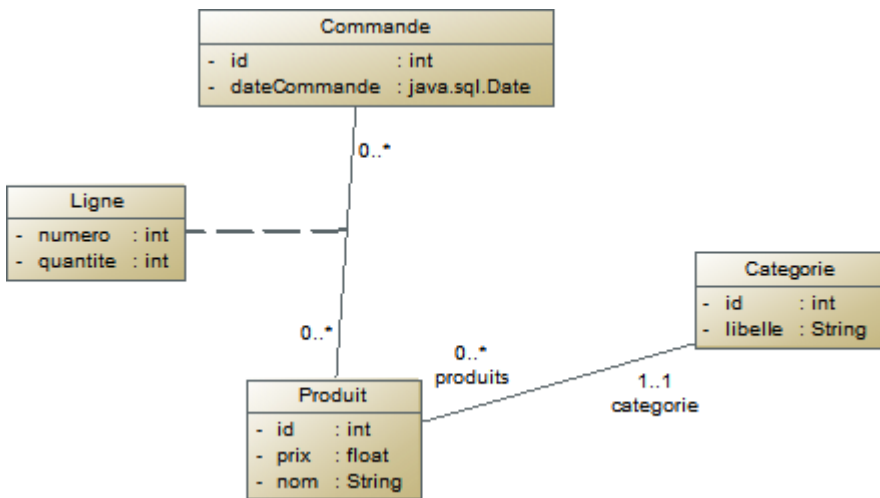 Commande
- id : int
- dateCommande : java.sql.Date
0..*
Ligne
- numero : int
- quantite : int
Categorie
- id : int
- libelle : String
0..*
0..*
produits
1..1
categorie
Produit
- id : int
- prix : float
- nom : String